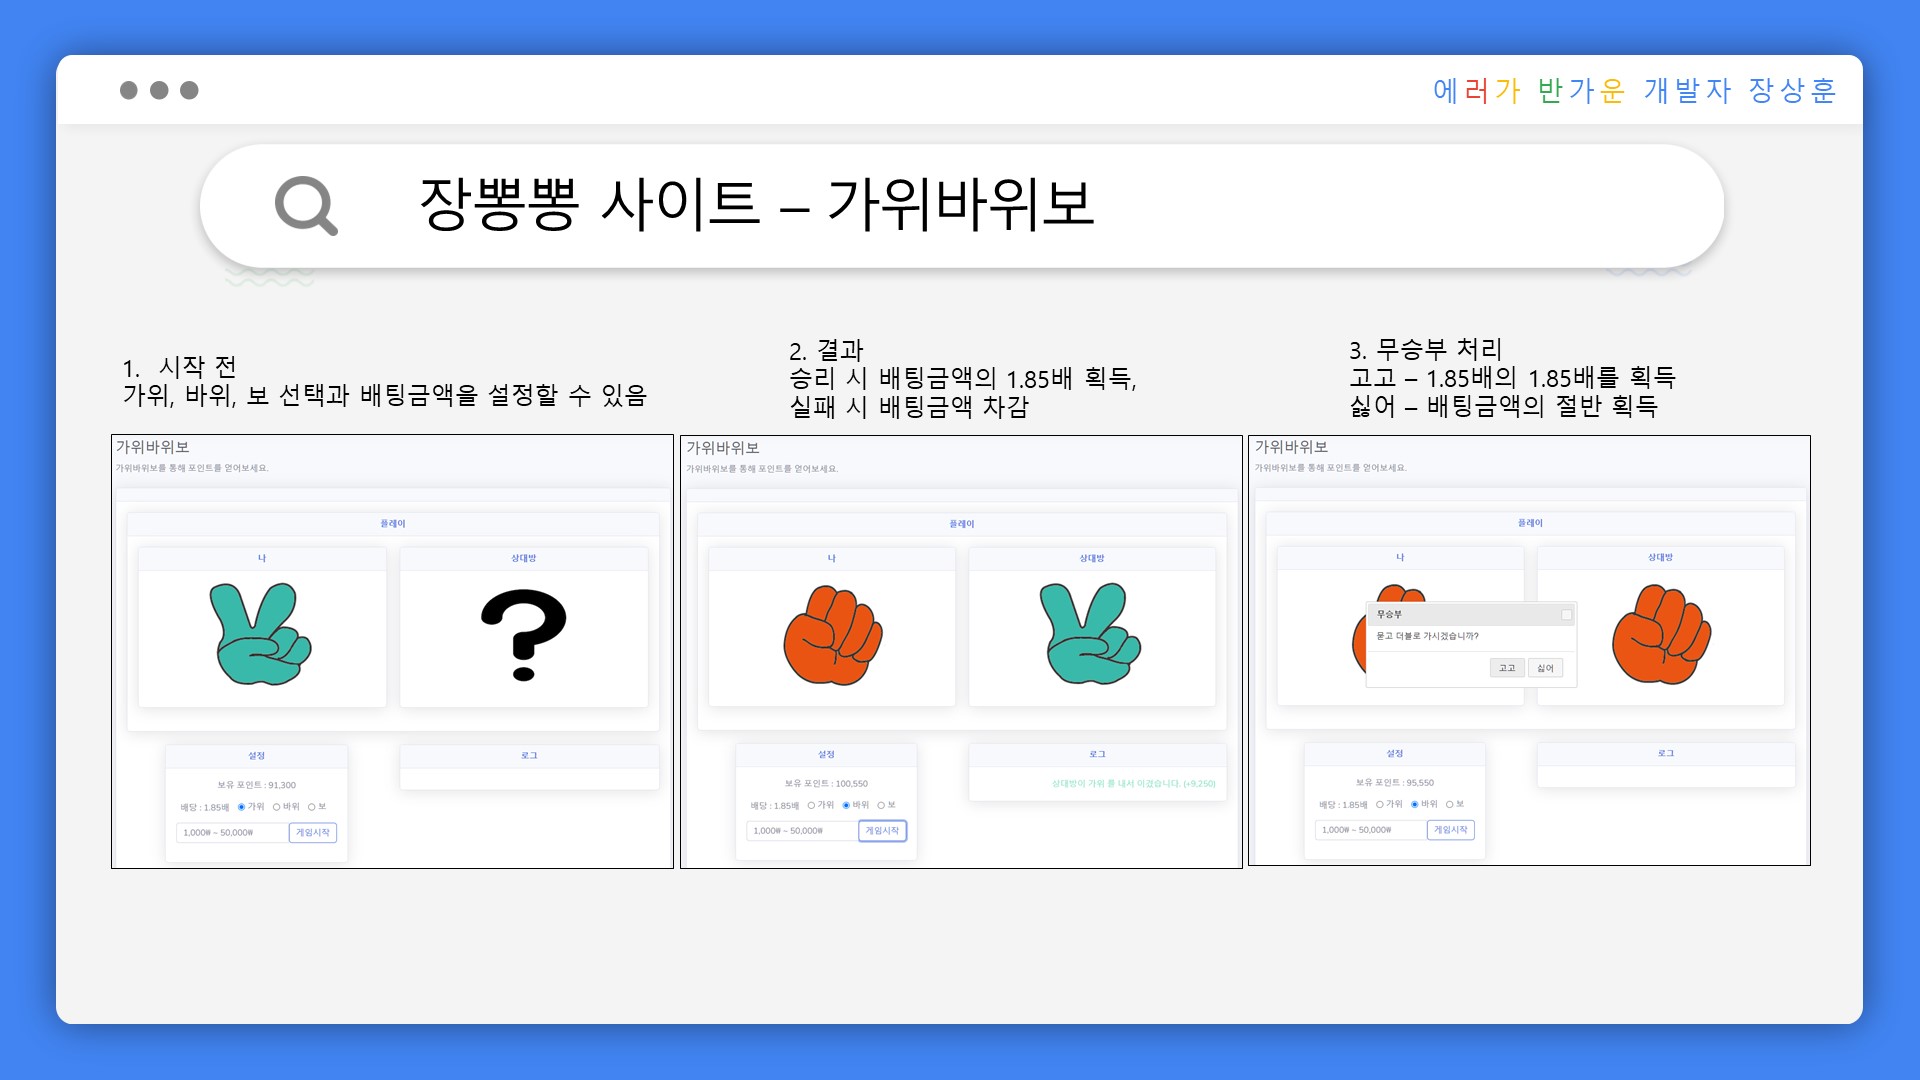 에러가 반가운 개발자 장상훈
장뽕뽕 사이트 – 가위바위보
1. 시작 전
가위, 바위, 보 선택과 배팅금액을 설정할 수 있음
가위바위보
가위바위보를 통해 포인트를 얻어보세요.
플레이
나
상대방
설정
보유 포인트 : 91,300
배당 : 1.85배 가위 바위 보
1,000₩ ~ 50,000₩ 게임시작
로그
2. 결과
승리 시 배팅금액의 1.85배 획득,
실패 시 배팅금액 차감
가위바위보
가위바위보를 통해 포인트를 얻어보세요.
플레이
나
상대방
설정
보유 포인트 : 100,550
배당 : 1.85배 가위 바위 보
1,000₩ ~ 50,000₩ 게임시작
로그
상대방이 가위 를 내서 이겼습니다. (+9,250)
3. 무승부 처리
고고 – 1.85배의 1.85배를 획득
싫어 – 배팅금액의 절반 획득
가위바위보
가위바위보를 통해 포인트를 얻어보세요.
플레이
나
상대방
무승부
묻고 더블로 가시겠습니까?
고고 싫어
설정
보유 포인트 : 95,550
배당 : 1.85배 가위 바위 보
1,000₩ ~ 50,000₩ 게임시작
로그